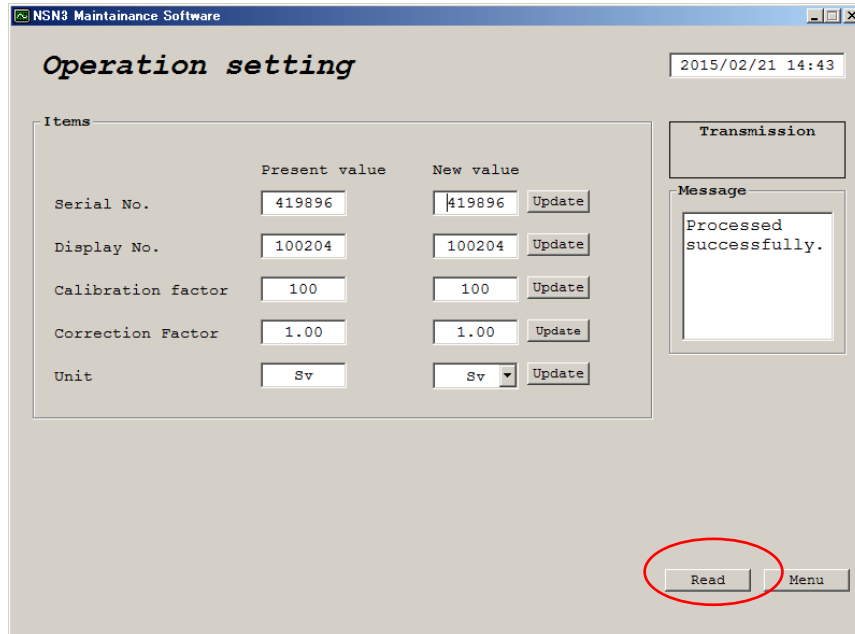 NSN3 Maintainance Software
Operation setting
2015/02/21 14:43
Items
Transmission
Present value New value
Message
Serial No. 419896 419896 Update
Processed
successfully.
Display No. 100204 100204 Update
Calibration factor 100 100 Update
Correction Factor 1.00 1.00 Update
Unit Sv Sv Update
Read Menu